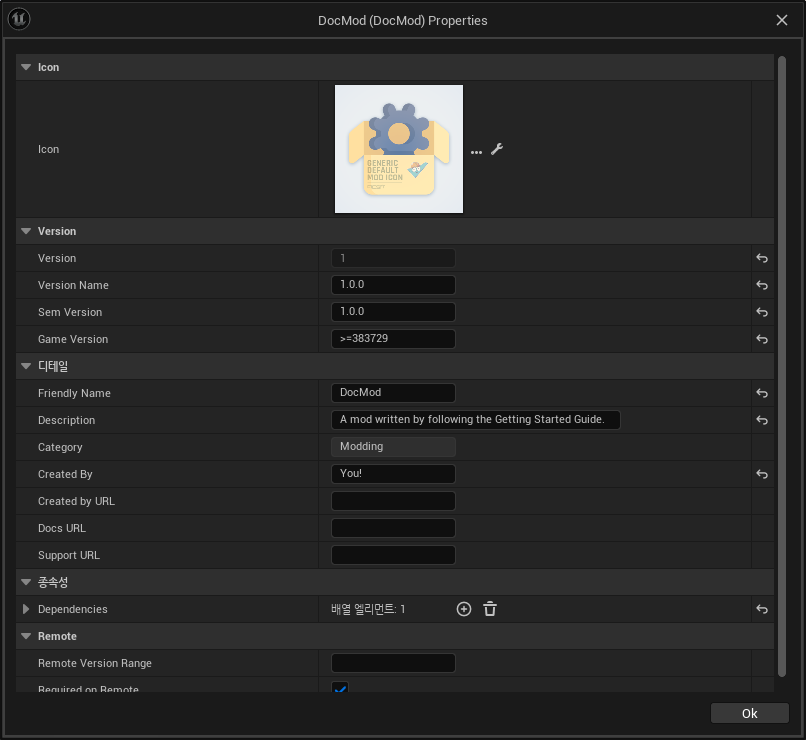 DocMod (DocMod) Properties
Icon
Icon
GENERIC
DEFAULT
MOD ICON
Version
Version 1
Version Name 1.0.0
Sem Version 1.0.0
Game Version >=383729
디테일
Friendly Name DocMod
Description A mod written by following the Getting Started Guide.
Category Modding
Created By You!
Created by URL
Docs URL
Support URL
종속성
Dependencies 배열 엘리먼트: 1
Remote
Remote Version Range
Required on Remote
Ok